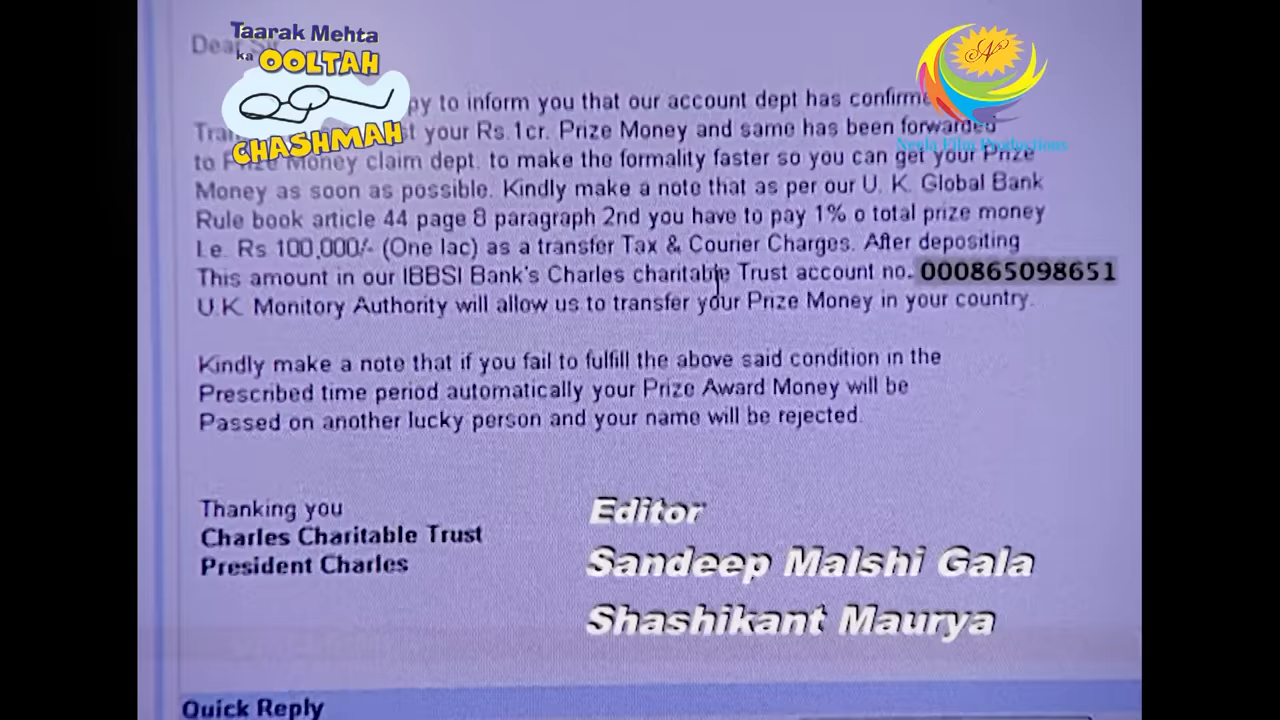 Taarak Mehta
ka OOLTAH
CHASHMAH
Neela Film Productions
Dear Sir
py to inform you that our account dept has confirme
t your Rs.1cr. Prize Money and same has been forwarded
to Prize Money claim dept. to make the formality faster so you can get your Prize
Money as soon as possible. Kindly make a note that as per our U. K. Global Bank
Rule book article 44 page 8 paragraph 2nd you have to pay 1% o total prize money
I.e. Rs 100,000/- (One lac) as a transfer Tax & Courier Charges. After depositing
This amount in our IBBSI Bank's Charles charitable Trust account no. 000865098651
U.K. Monitory Authority will allow us to transfer your Prize Money in your country.
Kindly make a note that if you fail to fulfill the above said condition in the
Prescribed time period automatically your Prize Award Money will be
Passed on another lucky person and your name will be rejected.
Thanking you
Charles Charitable Trust
President Charles
Editor
Sandeep Malshi Gala
Shashikant Maurya
Quick Reply